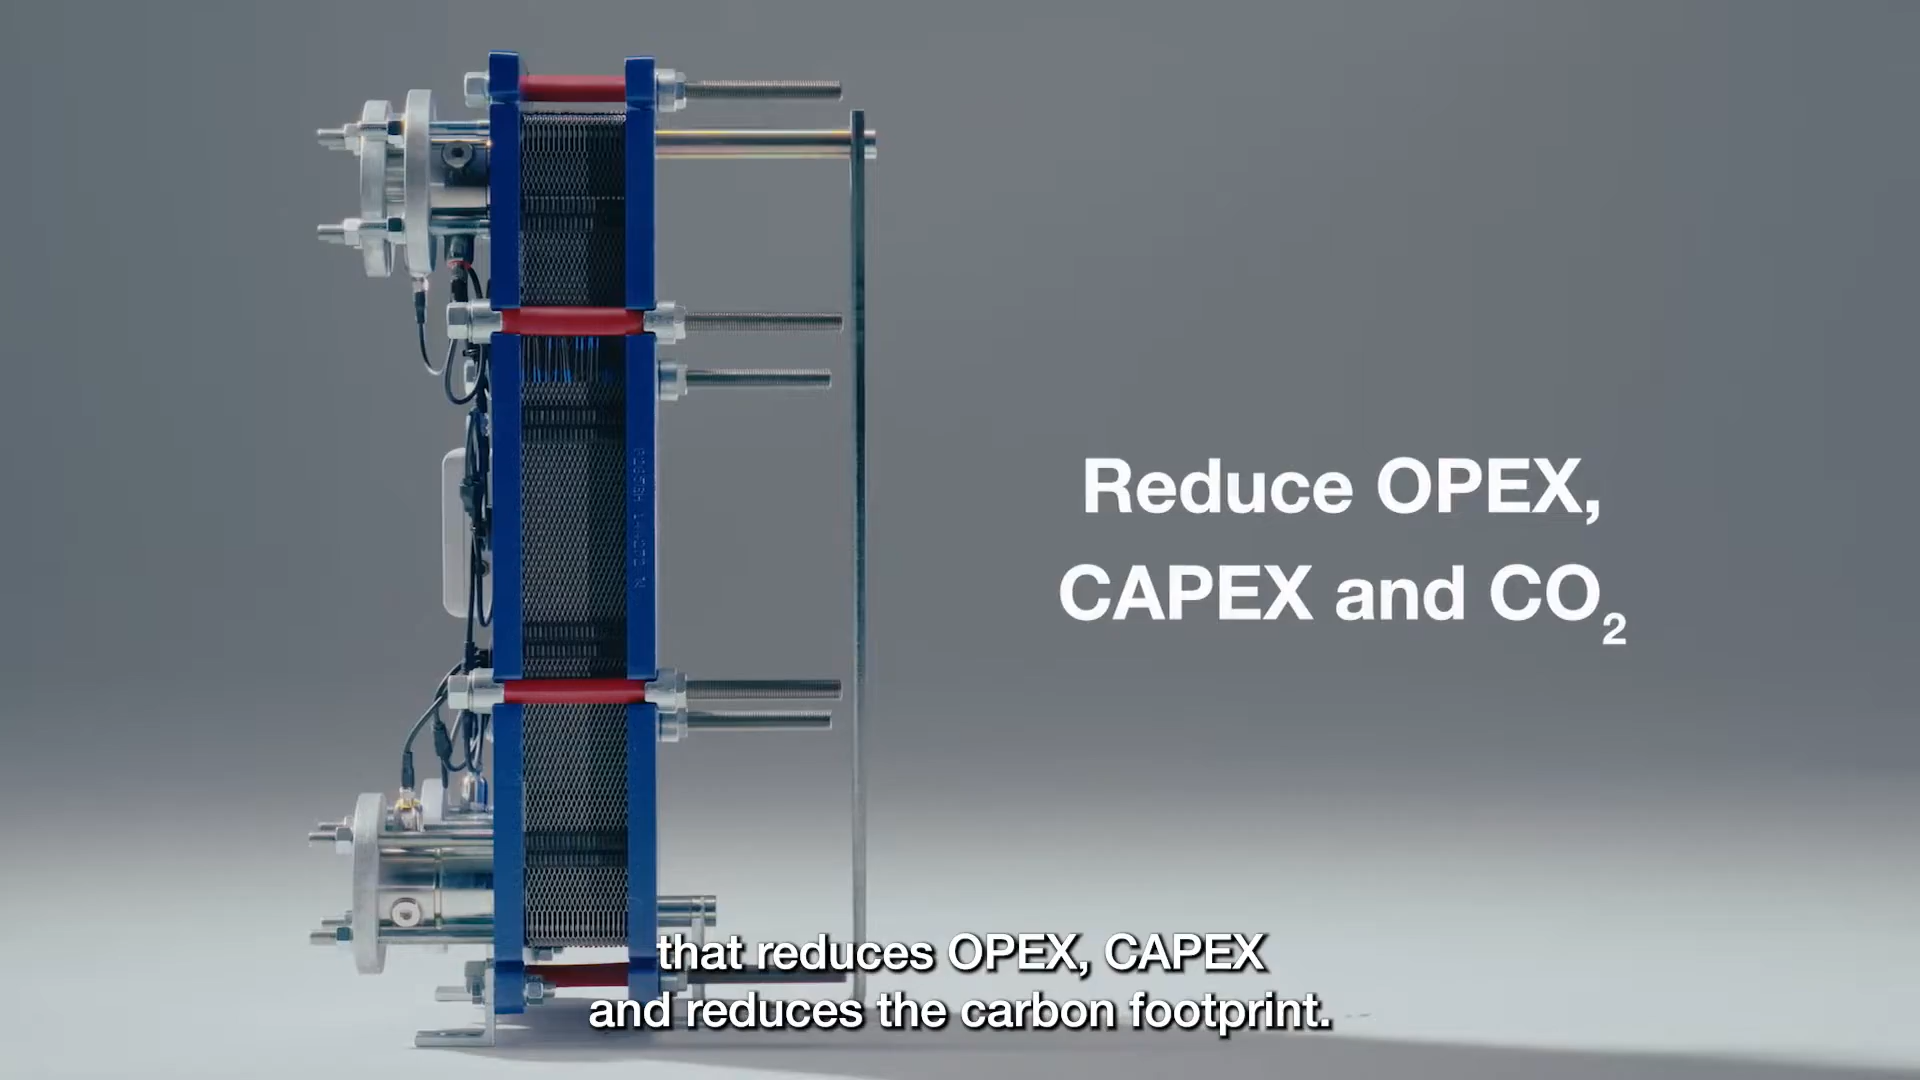 Reduce OPEX,
CAPEX and CO₂
that reduces OPEX, CAPEX
and reduces the carbon footprint.